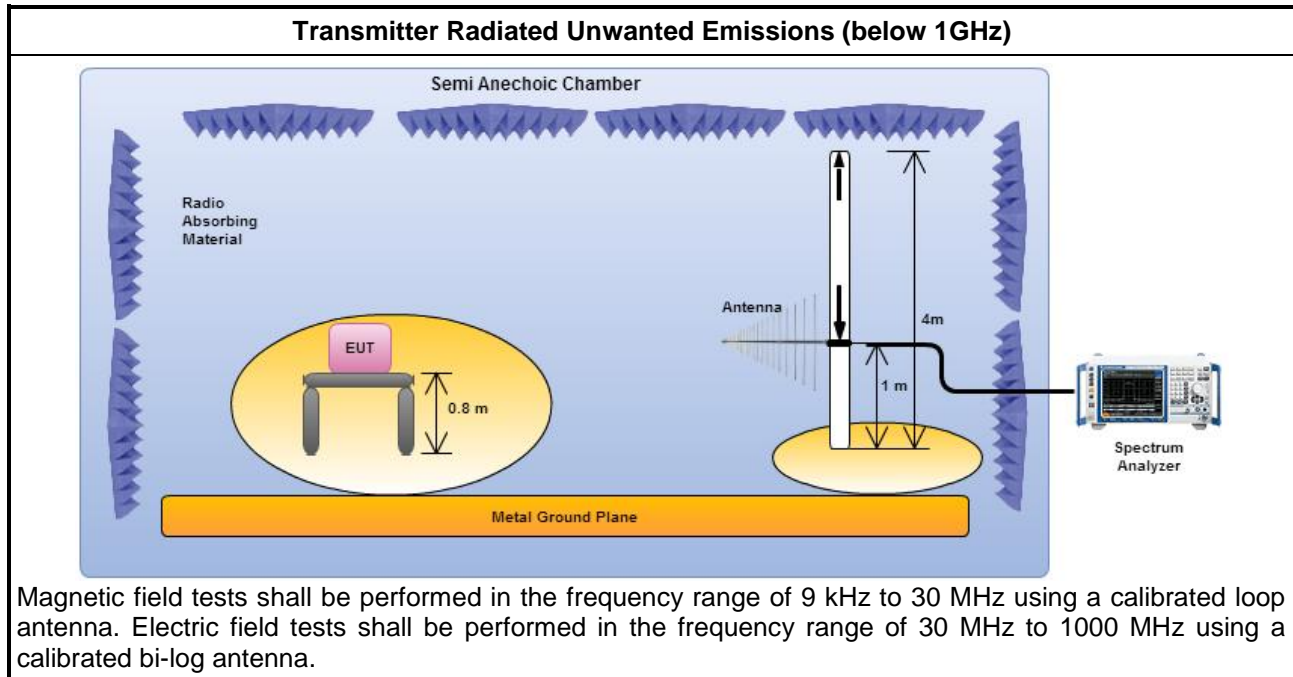 Transmitter Radiated Unwanted Emissions (below 1GHz)
Semi Anechoic Chamber
Radio
Absorbing
Material
Antenna
4m
EUT
1 m
0.8 m
Spectrum
Analyzer
Metal Ground Plane
Magnetic field tests shall be performed in the frequency range of 9 kHz to 30 MHz using a calibrated loop
antenna. Electric field tests shall be performed in the frequency range of 30 MHz to 1000 MHz using a
calibrated bi-log antenna.